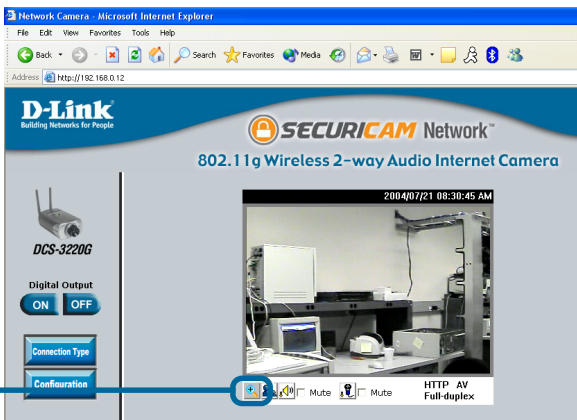 Network Camera - Microsoft Internet Explorer
File Edit View Favorites Tools Help
Back Search Favorites Media
Address http://192.168.0.12
D-Link
Building Networks for People
SECURICAM Network™
802.11g Wireless 2-way Audio Internet Camera
2004/07/21 08:30:45 AM
DCS-3220G
Digital Output
ON OFF
Connection Type
Configuration
Mute Mute HTTP AV
Full-duplex